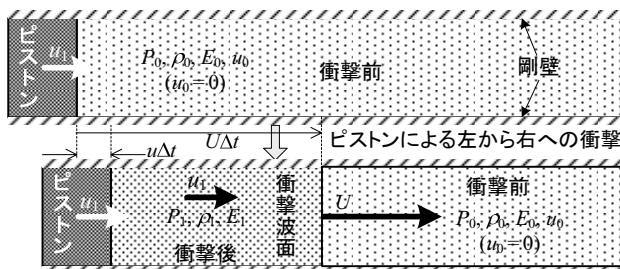 ピストン
u1
P0, ρ0, E0, u0
(u0=0)
衝撃前
剛壁
uΔt
UΔt
ピストンによる左から右への衝撃
ピストン
u1
u1
P1, ρ1, E1
衝撃後
衝撃波面
U
衝撃前
P0, ρ0, E0, u0
(u0=0)